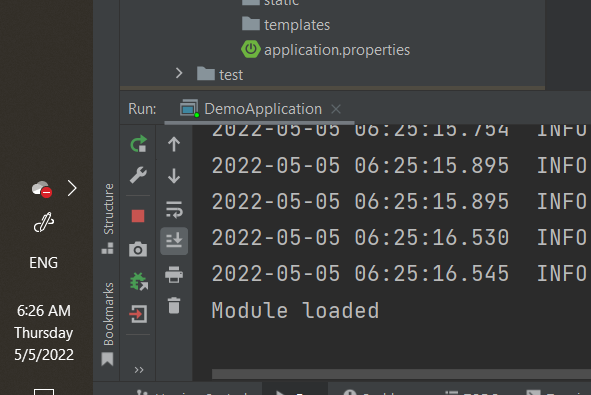 static
templates
application.properties
test
Run: DemoApplication
2022-05-05 06:25:15.754 INFO
2022-05-05 06:25:15.895 INFO
2022-05-05 06:25:15.895 INFO
2022-05-05 06:25:16.530 INFO
2022-05-05 06:25:16.545 INFO
Module loaded
Structure
Bookmarks
ENG
6:26 AM
Thursday
5/5/2022